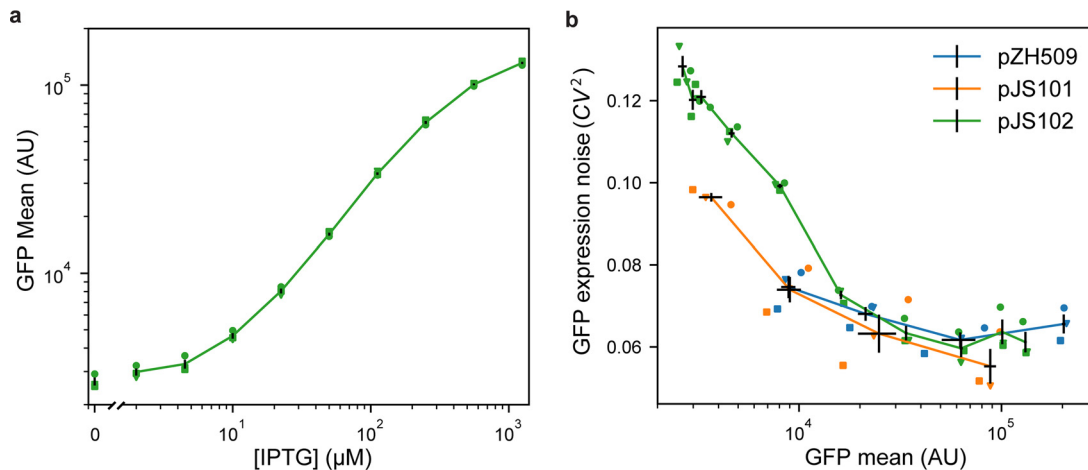 a
GFP Mean (AU)
10^5
10^4
0
10^1
10^2
10^3
[IPTG] (μM)
b
GFP expression noise (CV^2)
0.12
0.10
0.08
0.06
10^4
10^5
GFP mean (AU)
pZH509
pJS101
pJS102